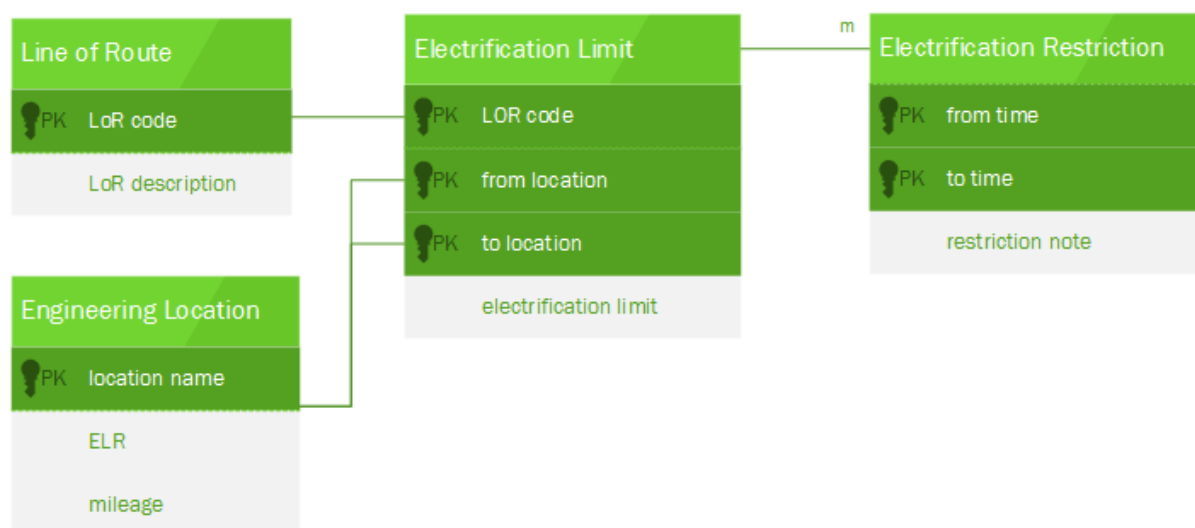 Line of Route
PK LoR code
LoR description
Engineering Location
PK location name
ELR
mileage
Electrification Limit
PK LOR code
PK from location
PK to location
electrification limit
m
Electrification Restriction
PK from time
PK to time
restriction note